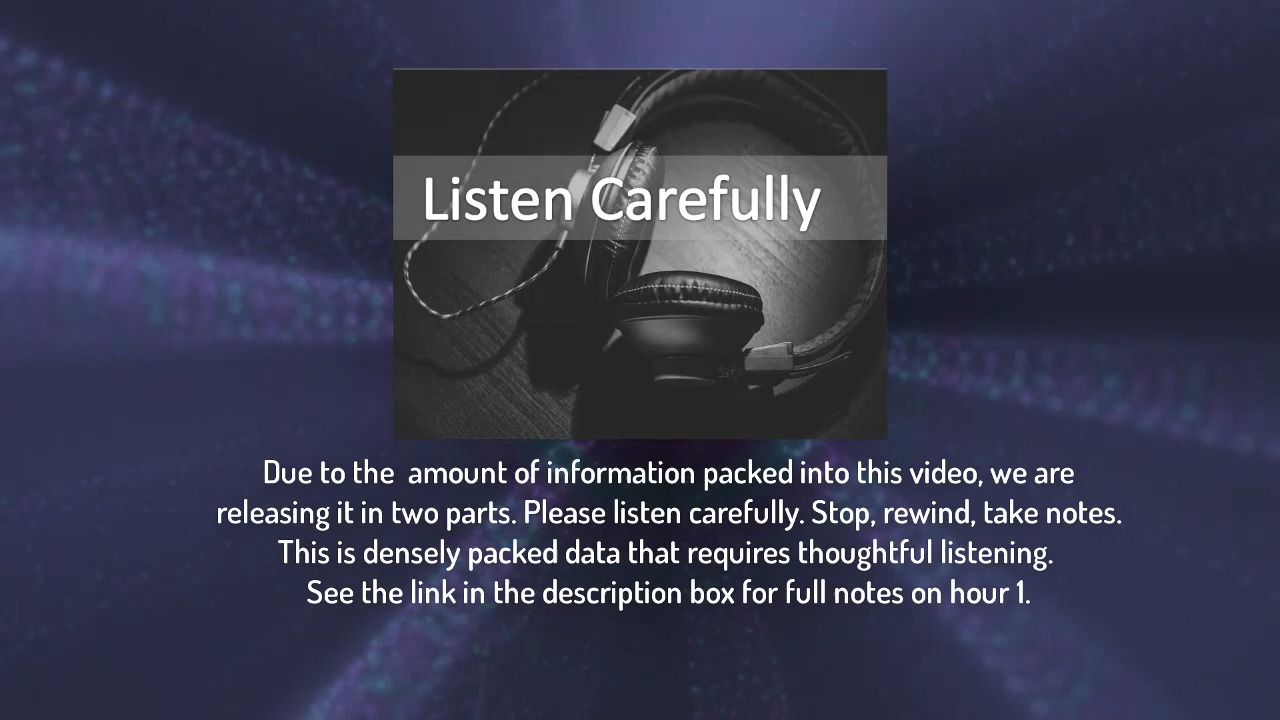 Listen Carefully
Due to the  amount of information packed into this video, we are
releasing it in two parts. Please listen carefully. Stop, rewind, take notes.
This is densely packed data that requires thoughtful listening.
See the link in the description box for full notes on hour 1.